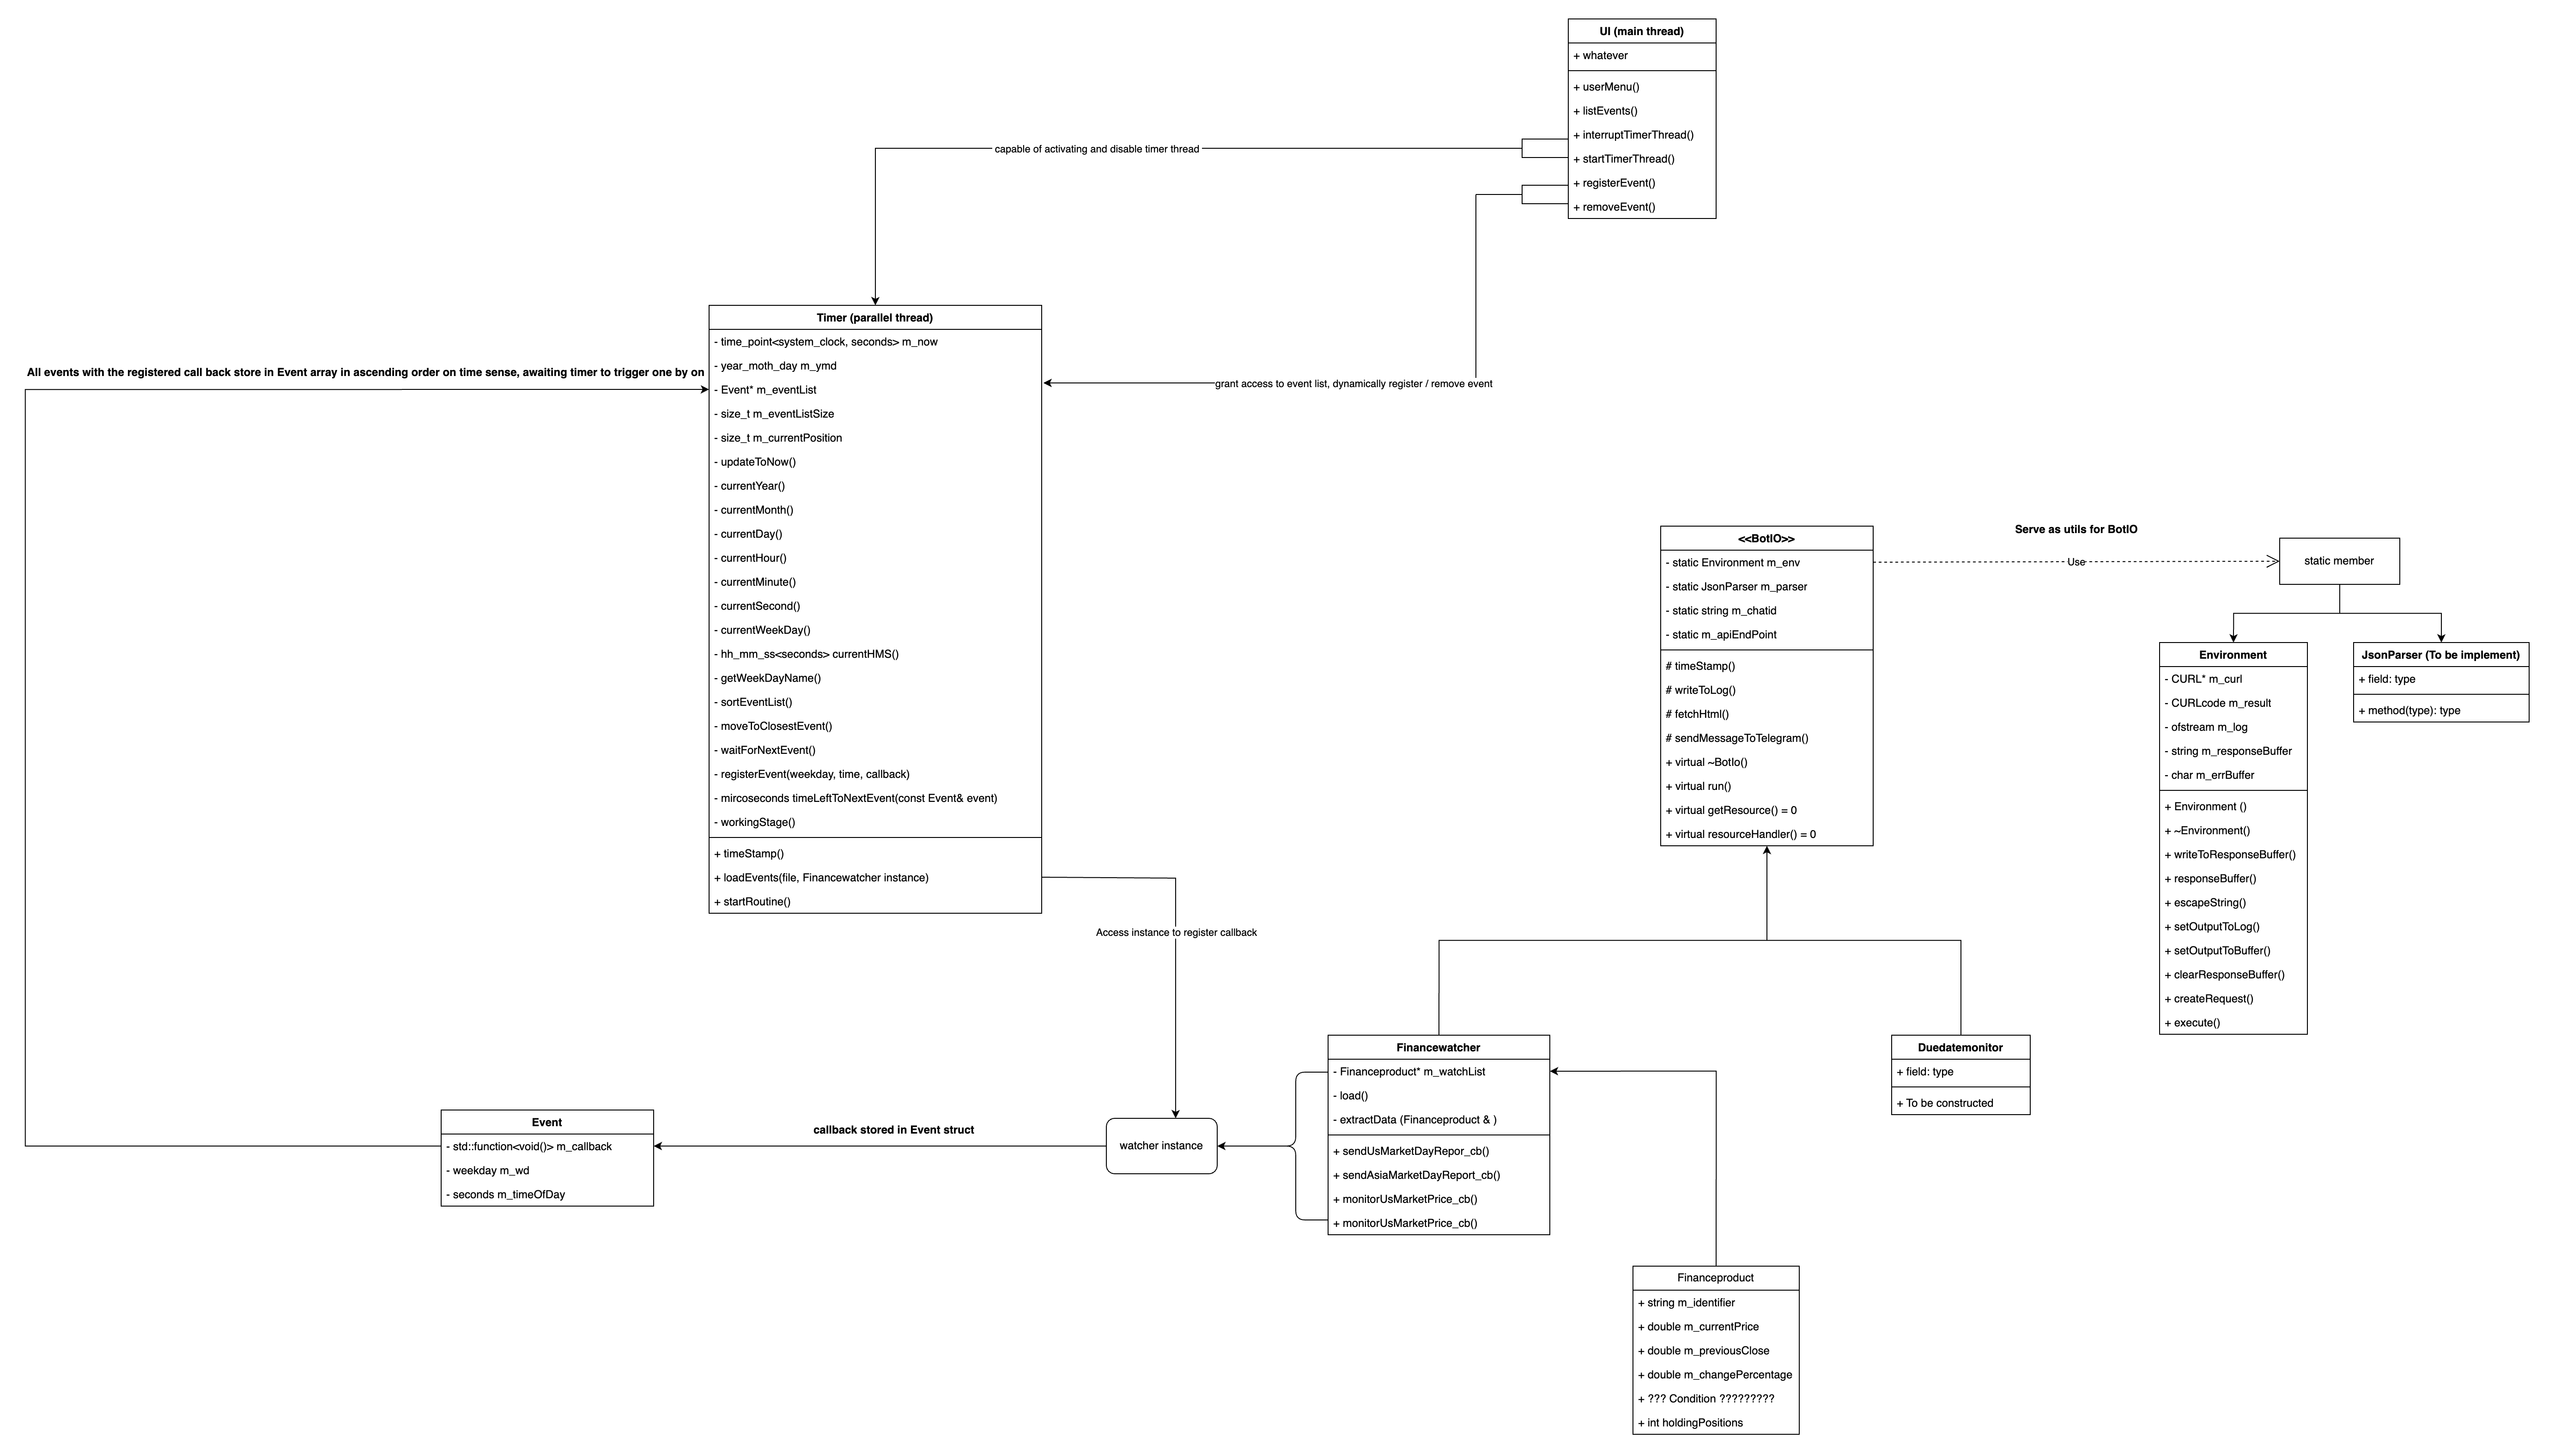 UI (main thread)
+ whatever
+ userMenu()
+ listEvents()
+ interruptTimerThread()
+ startTimerThread()
+ registerEvent()
+ removeEvent()
capable of activating and disable timer thread
grant access to event list, dynamically register / remove event
All events with the registered call back store in Event array in ascending order on time sense, awaiting timer to trigger one by on
Timer (parallel thread)
- time_point<system_clock, seconds> m_now
- year_moth_day m_ymd
- Event* m_eventList
- size_t m_eventListSize
- size_t m_currentPosition
- updateToNow()
- currentYear()
- currentMonth()
- currentDay()
- currentHour()
- currentMinute()
- currentSecond()
- currentWeekDay()
- hh_mm_ss<seconds> currentHMS()
- getWeekDayName()
- sortEventList()
- moveToClosestEvent()
- waitForNextEvent()
- registerEvent(weekday, time, callback)
- mircoseconds timeLeftToNextEvent(const Event& event)
- workingStage()
+ timeStamp()
+ loadEvents(file, Financewatcher instance)
+ startRoutine()
Access instance to register callback
<<BotIO>>
- static Environment m_env
- static JsonParser m_parser
- static string m_chatid
- static m_apiEndPoint
# timeStamp()
# writeToLog()
# fetchHtml()
# sendMessageToTelegram()
+ virtual ~BotIo()
+ virtual run()
+ virtual getResource() = 0
+ virtual resourceHandler() = 0
Serve as utils for BotIO
Use
static member
Environment
- CURL* m_curl
- CURLcode m_result
- ofstream m_log
- string m_responseBuffer
- char m_errBuffer
+ Environment ()
+ ~Environment()
+ writeToResponseBuffer()
+ responseBuffer()
+ escapeString()
+ setOutputToLog()
+ setOutputToBuffer()
+ clearResponseBuffer()
+ createRequest()
+ execute()
JsonParser (To be implement)
+ field: type
+ method(type): type
Event
- std::function<void()> m_callback
- weekday m_wd
- seconds m_timeOfDay
callback stored in Event struct
watcher instance
Financewatcher
- Financeproduct* m_watchList
- load()
- extractData (Financeproduct & )
+ sendUsMarketDayRepor_cb()
+ sendAsiaMarketDayReport_cb()
+ monitorUsMarketPrice_cb()
+ monitorUsMarketPrice_cb()
Duedatemonitor
+ field: type
+ To be constructed
Financeproduct
+ string m_identifier
+ double m_currentPrice
+ double m_previousClose
+ double m_changePercentage
+ ??? Condition ?????????
+ int holdingPositions